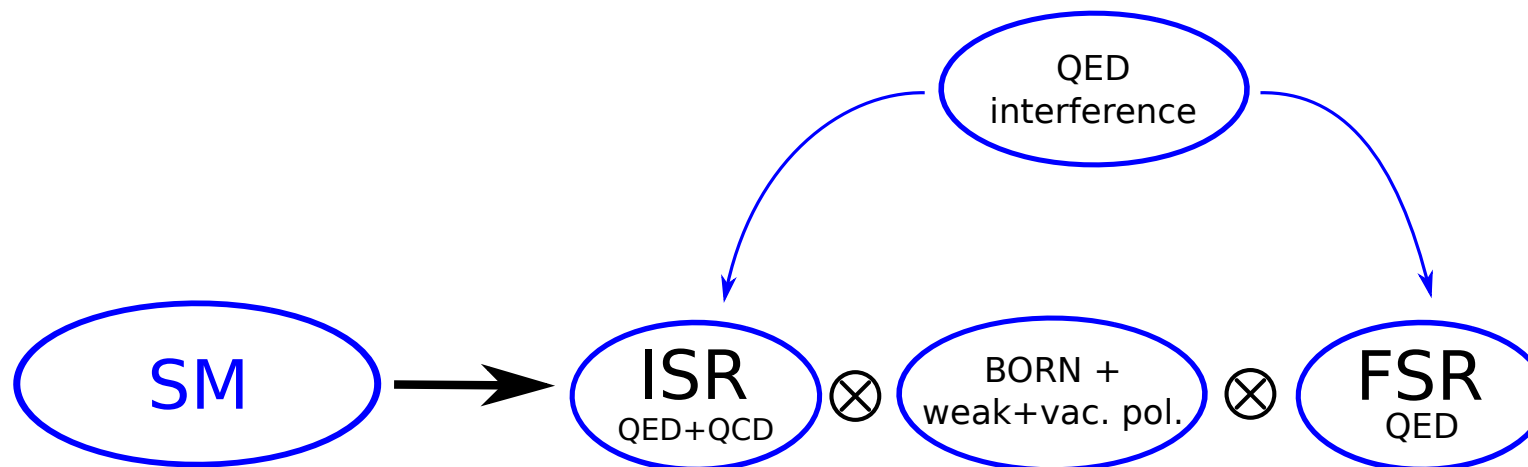 QED
interference
SM
ISR
QED+QCD
⊗
BORN +
weak+vac. pol.
⊗
FSR
QED